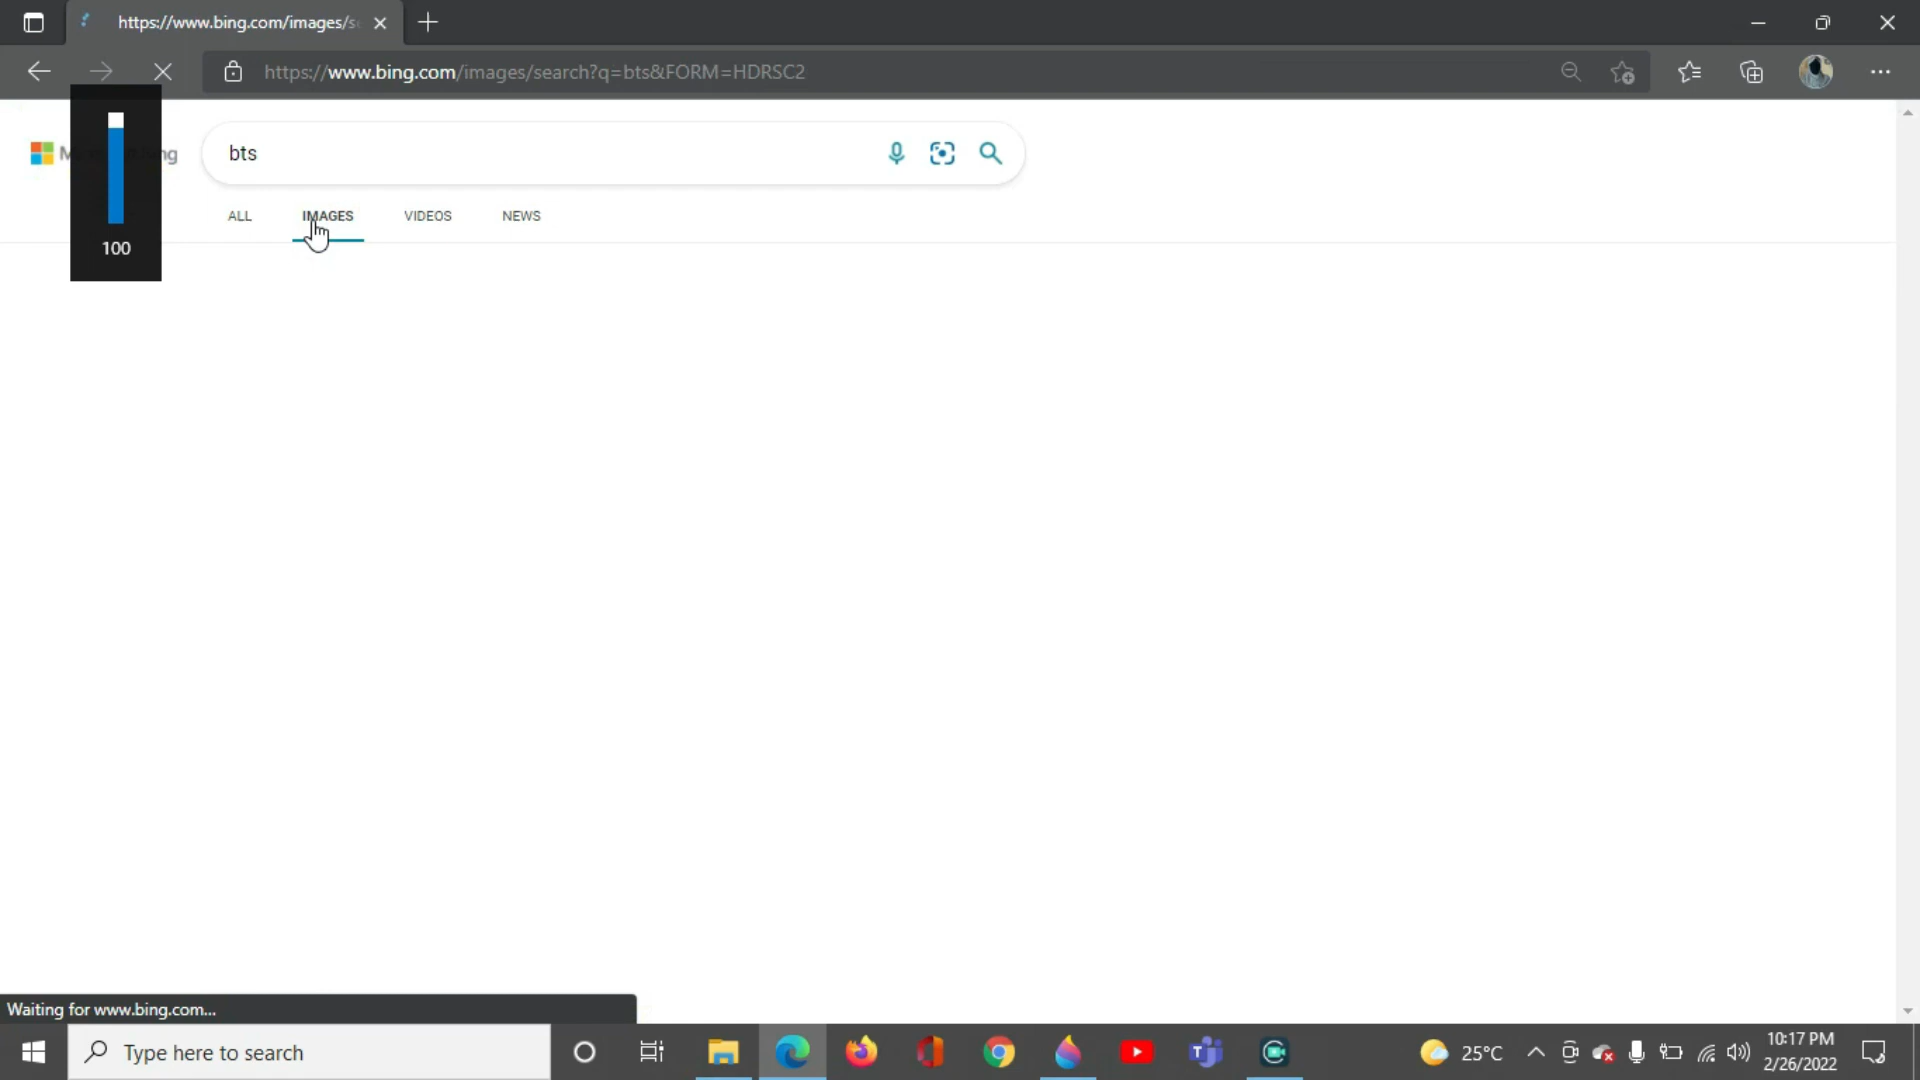 https://www.bing.com/images/s
https://www.bing.com/images/search?q=bts&FORM=HDRSC2
bts
ALL
IMAGES
VIDEOS
NEWS
100
Waiting for www.bing.com...
Type here to search
25°C
10:17 PM
2/26/2022